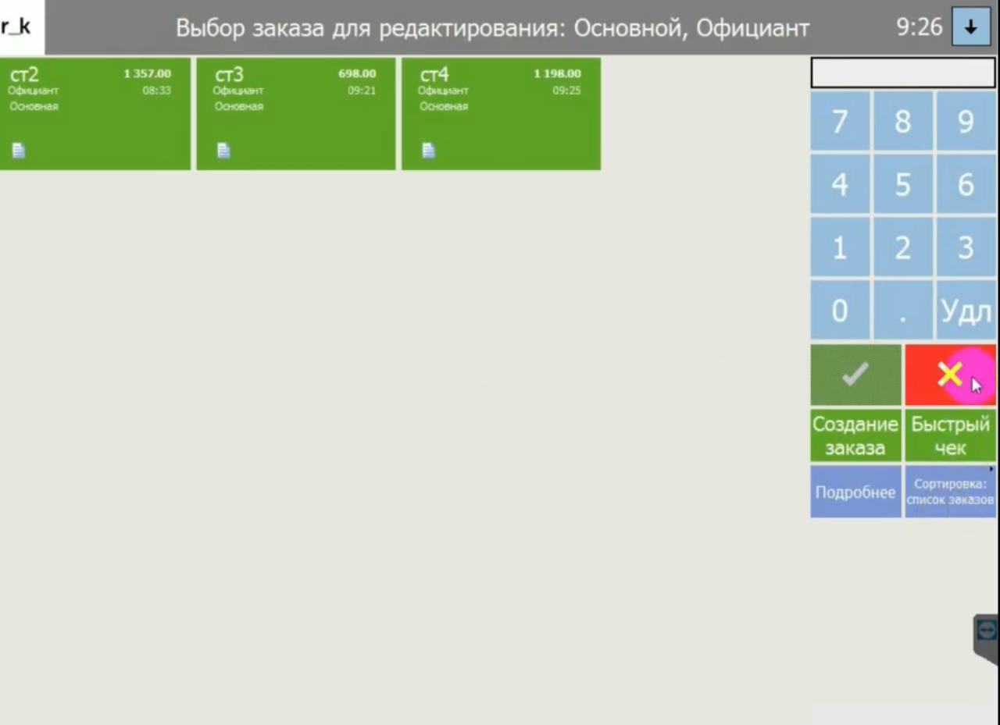 r_k
Выбор заказа для редактирования: Основной, Официант
9:26
ст2 1 357.00
Официант 08:33
Основная
ст3 698.00
Официант 09:21
Основная
ст4 1 198.00
Официант 09:25
Основная
7 8 9
4 5 6
1 2 3
0 . Удл
Создание
заказа
Быстрый
чек
Подробнее
Сортировка:
список заказов